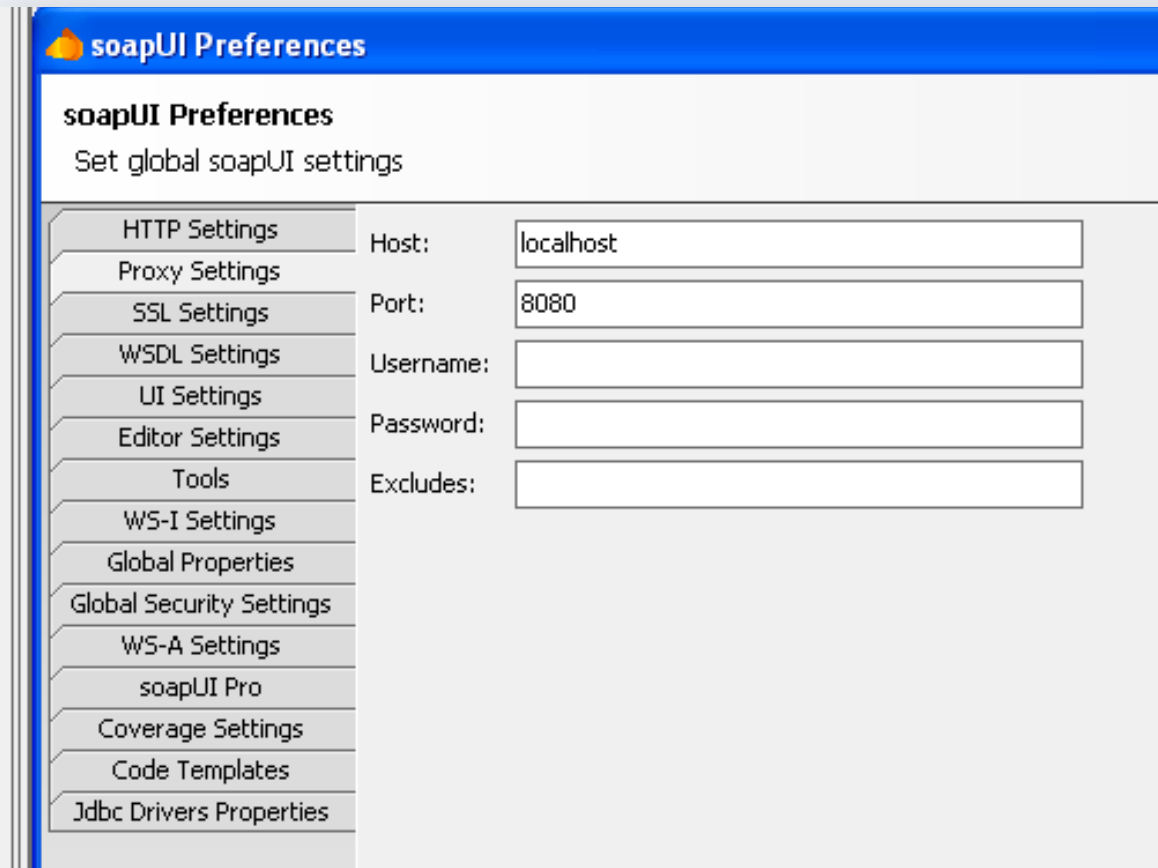 soapUI Preferences
soapUI Preferences
Set global soapUI settings
HTTP Settings
Proxy Settings
SSL Settings
WSDL Settings
UI Settings
Editor Settings
Tools
WS-I Settings
Global Properties
Global Security Settings
WS-A Settings
soapUI Pro
Coverage Settings
Code Templates
Jdbc Drivers Properties
Host: localhost
Port: 8080
Username:
Password:
Excludes: